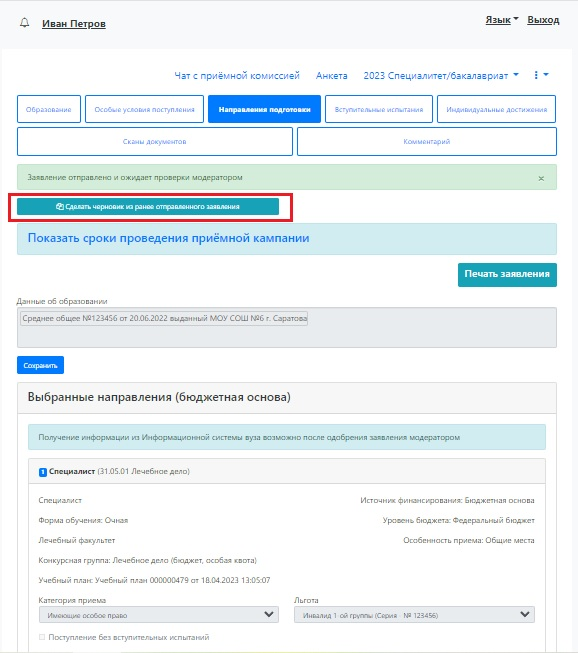 Иван Петров
Язык Выход
Чат с приёмной комиссией Анкета 2023 Специалитет/бакалавриат
Образование Особые условия поступления Направления подготовки Вступительные испытания Индивидуальные достижения
Сканы документов Комментарий
Заявление отправлено и ожидает проверки модератором ×
Сделать черновик из ранее отправленного заявления
Показать сроки проведения приёмной кампании
Печать заявления
Данные об образовании
Среднее общее №123456 от 20.06.2022 выданный МОУ СОШ №6 г. Саратова
Сохранить
Выбранные направления (бюджетная основа)
Получение информации из Информационной системы вуза возможно после одобрения заявления модератором
1 Специалист (31.05.01 Лечебное дело)
Специалист Источник финансирования: Бюджетная основа
Форма обучения: Очная Уровень бюджета: Федеральный бюджет
Лечебный факультет Особенность приема: Общие места
Конкурсная группа: Лечебное дело (бюджет, особая квота)
Учебный план: Учебный план 000000479 от 18.04.2023 13:05:07
Категория приема Льгота
Имеющие особое право Инвалид 1-ой группы (Серия - № 123456)
Поступление без вступительных испытаний